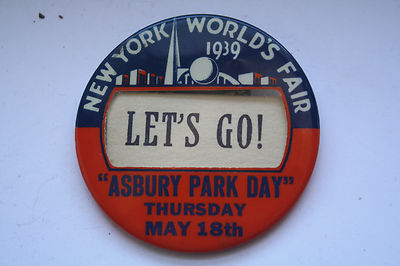 NEW YORK WORLD'S FAIR
1939
LET'S GO!
"ASBURY PARK DAY"
THURSDAY
MAY 18th